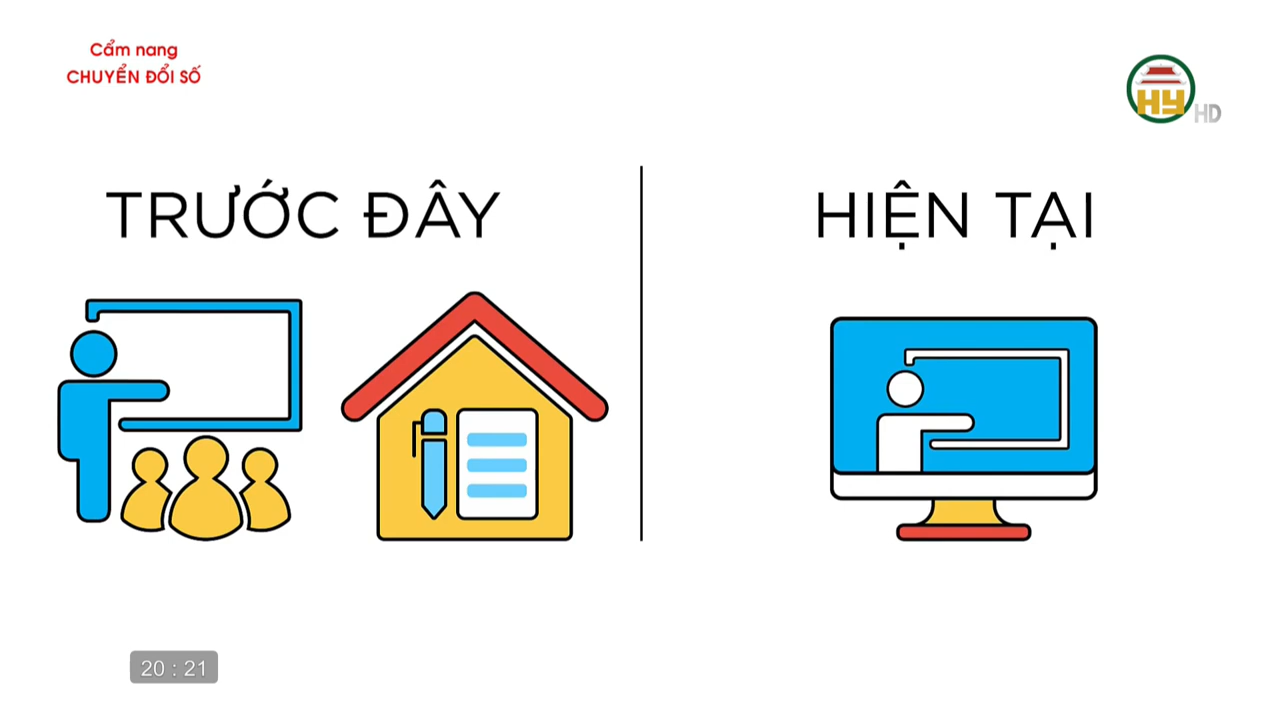 Cẩm nang
CHUYỂN ĐỔI SỐ
HY
HD
TRƯỚC ĐÂY
HIỆN TẠI
20 : 21